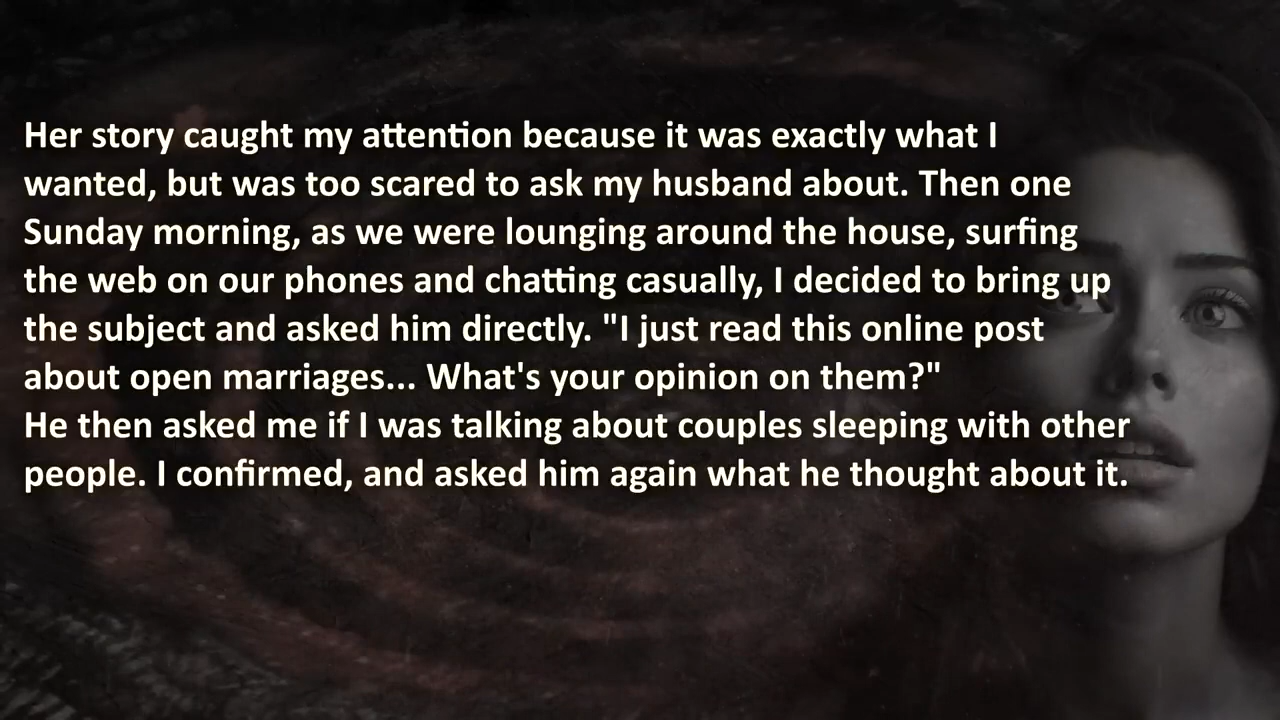 Her story caught my attention because it was exactly what I
wanted, but was too scared to ask my husband about. Then one
Sunday morning, as we were lounging around the house, surfing
the web on our phones and chatting casually, I decided to bring up
the subject and asked him directly. "I just read this online post
about open marriages... What's your opinion on them?"
He then asked me if I was talking about couples sleeping with other
people. I confirmed, and asked him again what he thought about it.